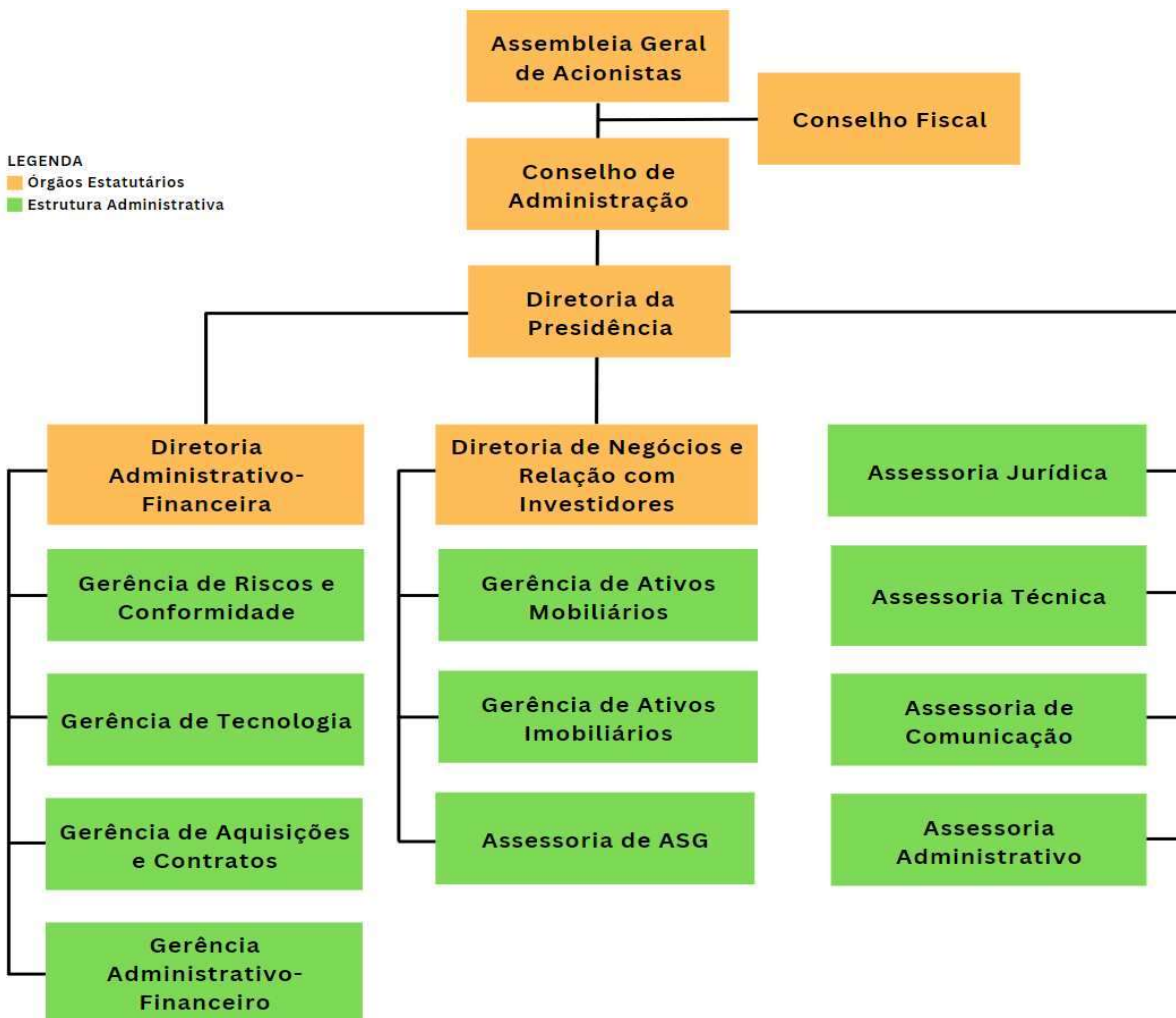 Assembleia Geral
de Acionistas
Conselho Fiscal
LEGENDA
Órgãos Estatutários
Estrutura Administrativa
Conselho de
Administração
Diretoria da
Presidência
Diretoria
Administrativo-
Financeira
Gerência de Riscos e
Conformidade
Gerência de Tecnologia
Gerência de Aquisições
e Contratos
Gerência
Administrativo-
Financeiro
Diretoria de Negócios e
Relação com
Investidores
Gerência de Ativos
Mobiliários
Gerência de Ativos
Imobiliários
Assessoria de ASG
Assessoria Jurídica
Assessoria Técnica
Assessoria de
Comunicação
Assessoria
Administrativo